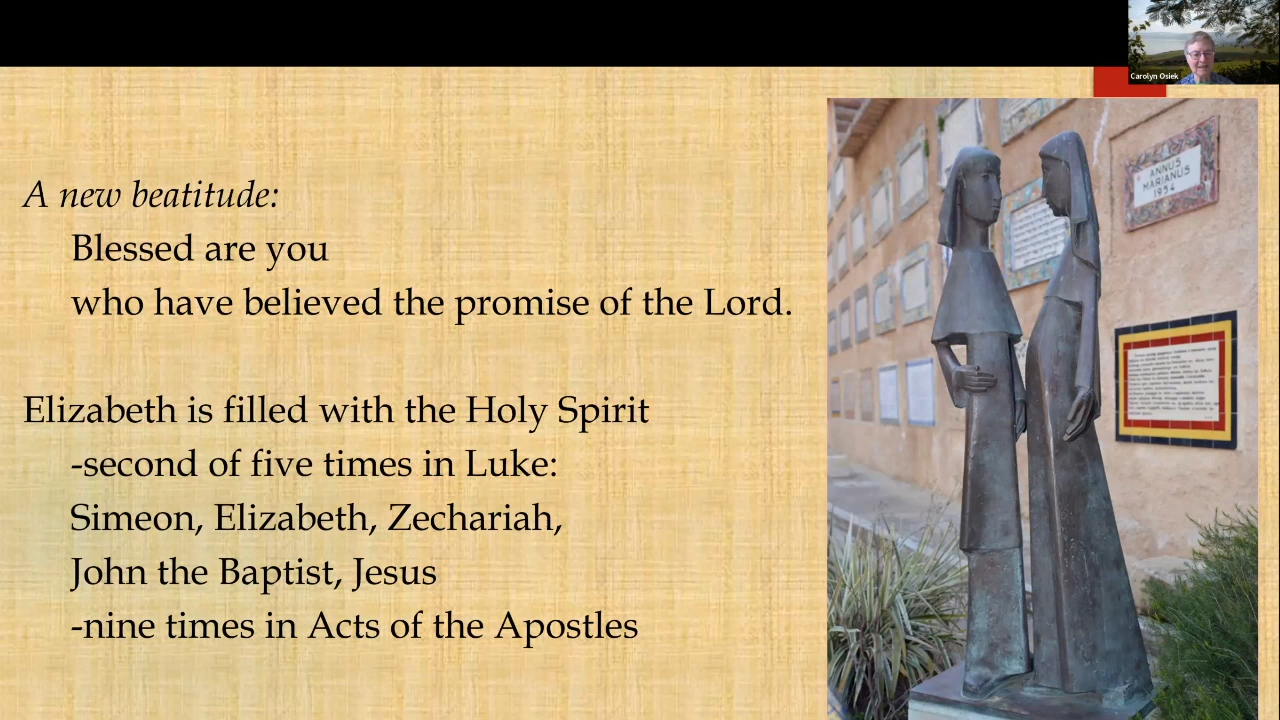 Carolyn Osiek
A new beatitude:
Blessed are you
who have believed the promise of the Lord.
Elizabeth is filled with the Holy Spirit
-second of five times in Luke:
Simeon, Elizabeth, Zechariah,
John the Baptist, Jesus
-nine times in Acts of the Apostles
ANNUS
MARIANUS
1954